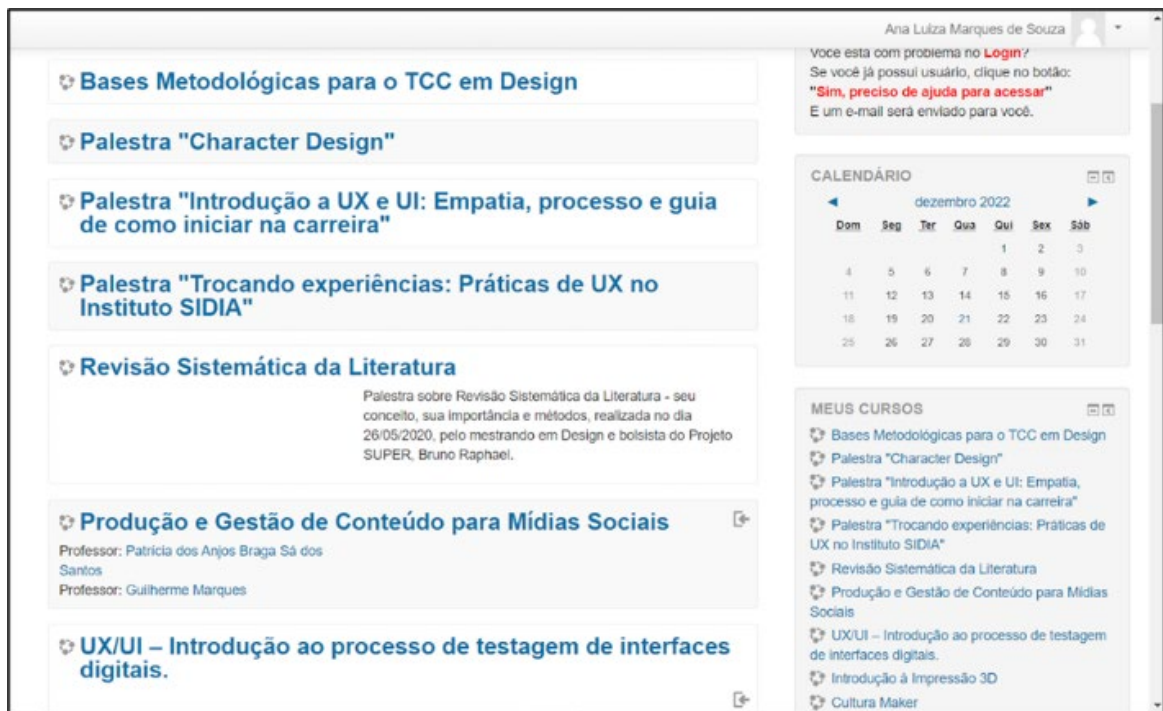 Ana Luiza Marques de Souza
Bases Metodológicas para o TCC em Design
Palestra "Character Design"
Palestra "Introdução a UX e UI: Empatia, processo e guia
de como iniciar na carreira"
Palestra "Trocando experiências: Práticas de UX no
Instituto SIDIA"
Revisão Sistemática da Literatura
Palestra sobre Revisão Sistemática da Literatura - seu
conceito, sua importância e métodos, realizada no dia
26/05/2020, pelo mestrando em Design e bolsista do Projeto
SUPER, Bruno Raphael.
Produção e Gestão de Conteúdo para Mídias Sociais
Professor: Patrícia dos Anjos Braga Sá dos
Santos
Professor: Guilherme Marques
UX/UI – Introdução ao processo de testagem de interfaces
digitais.
Você está com problema no Login?
Se você já possui usuário, clique no botão:
"Sim, preciso de ajuda para acessar"
E um e-mail será enviado para você.
CALENDÁRIO
dezembro 2022
Dom Seg Ter Qua Qui Sex Sáb
1 2 3
4 5 6 7 8 9 10
11 12 13 14 15 16 17
18 19 20 21 22 23 24
25 26 27 28 29 30 31
MEUS CURSOS
Bases Metodológicas para o TCC em Design
Palestra "Character Design"
Palestra "Introdução a UX e UI: Empatia,
processo e guia de como iniciar na carreira"
Palestra "Trocando experiências: Práticas de
UX no Instituto SIDIA"
Revisão Sistemática da Literatura
Produção e Gestão de Conteúdo para Mídias
Sociais
UX/UI – Introdução ao processo de testagem
de interfaces digitais.
Introdução à Impressão 3D
Cultura Maker